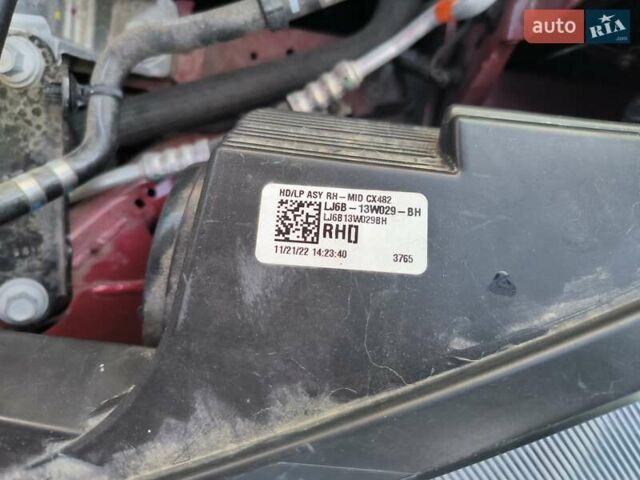 auto RIA.com
HD/LP ASY RH-MID CX482
LJ6B-13W029-BH
LJ6B13W029BH
RH[]
11/21/22 14:23:40 3765